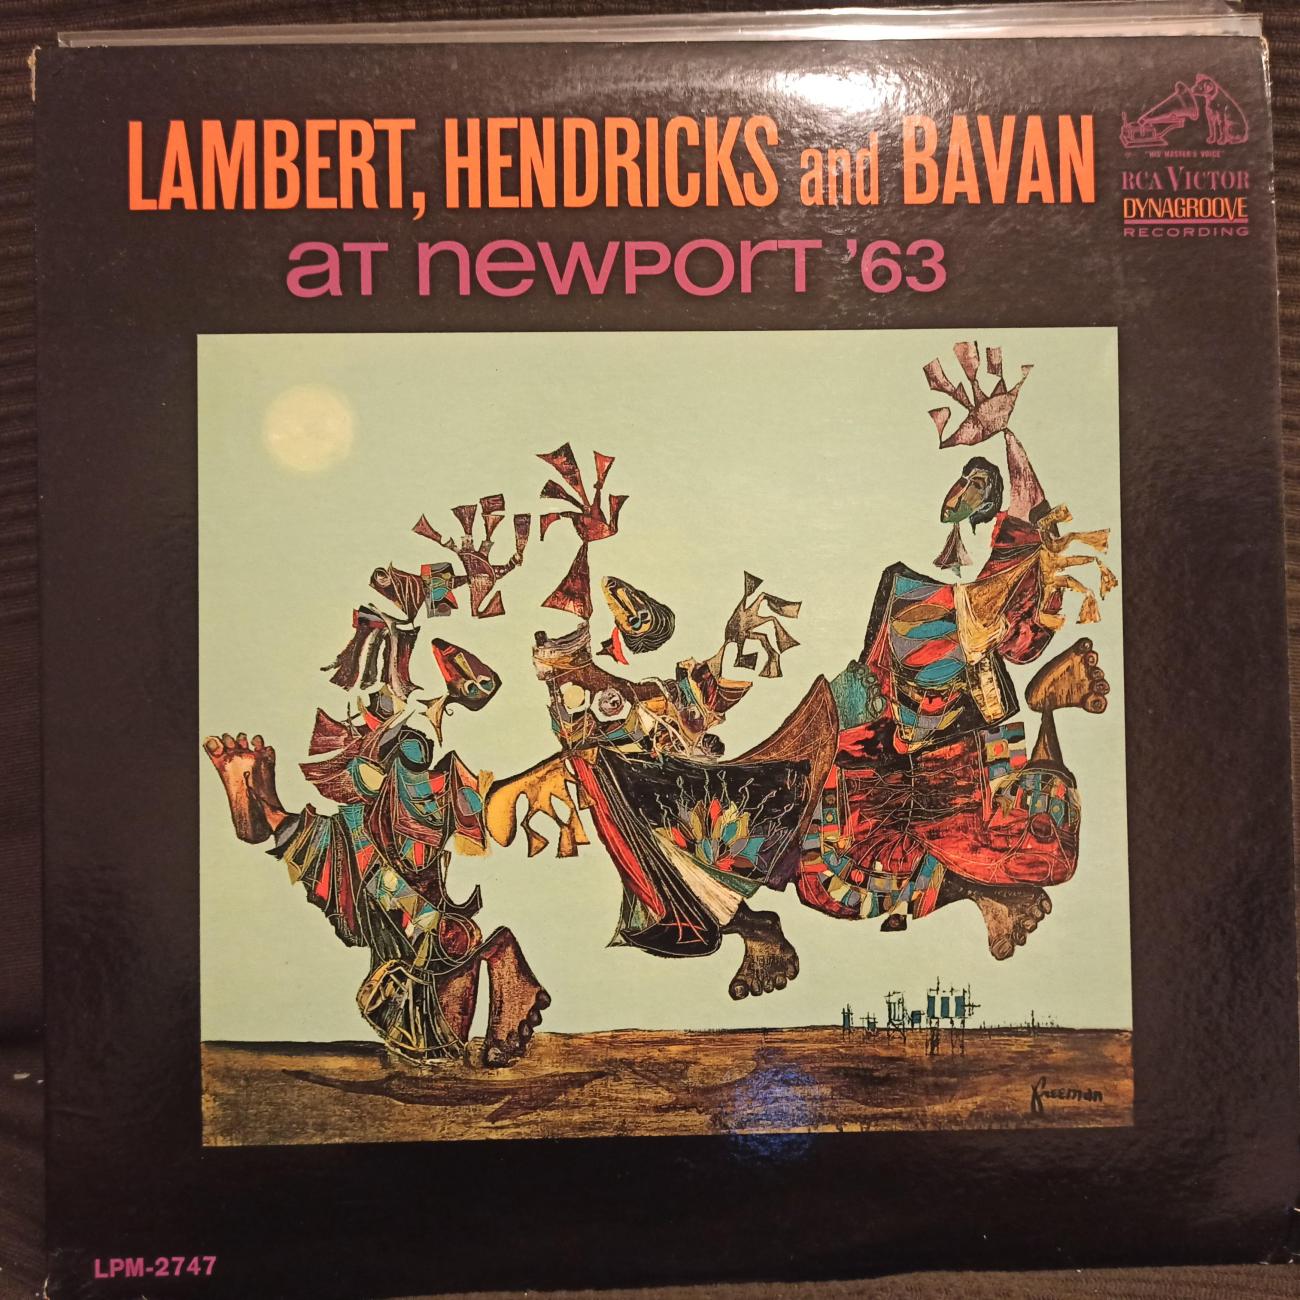 LAMBERT, HENDRICKS and BAVAN
at newport '63
"HIS MASTER'S VOICE"
RCA VICTOR
DYNAGROOVE
RECORDING
Freeman
LPM-2747